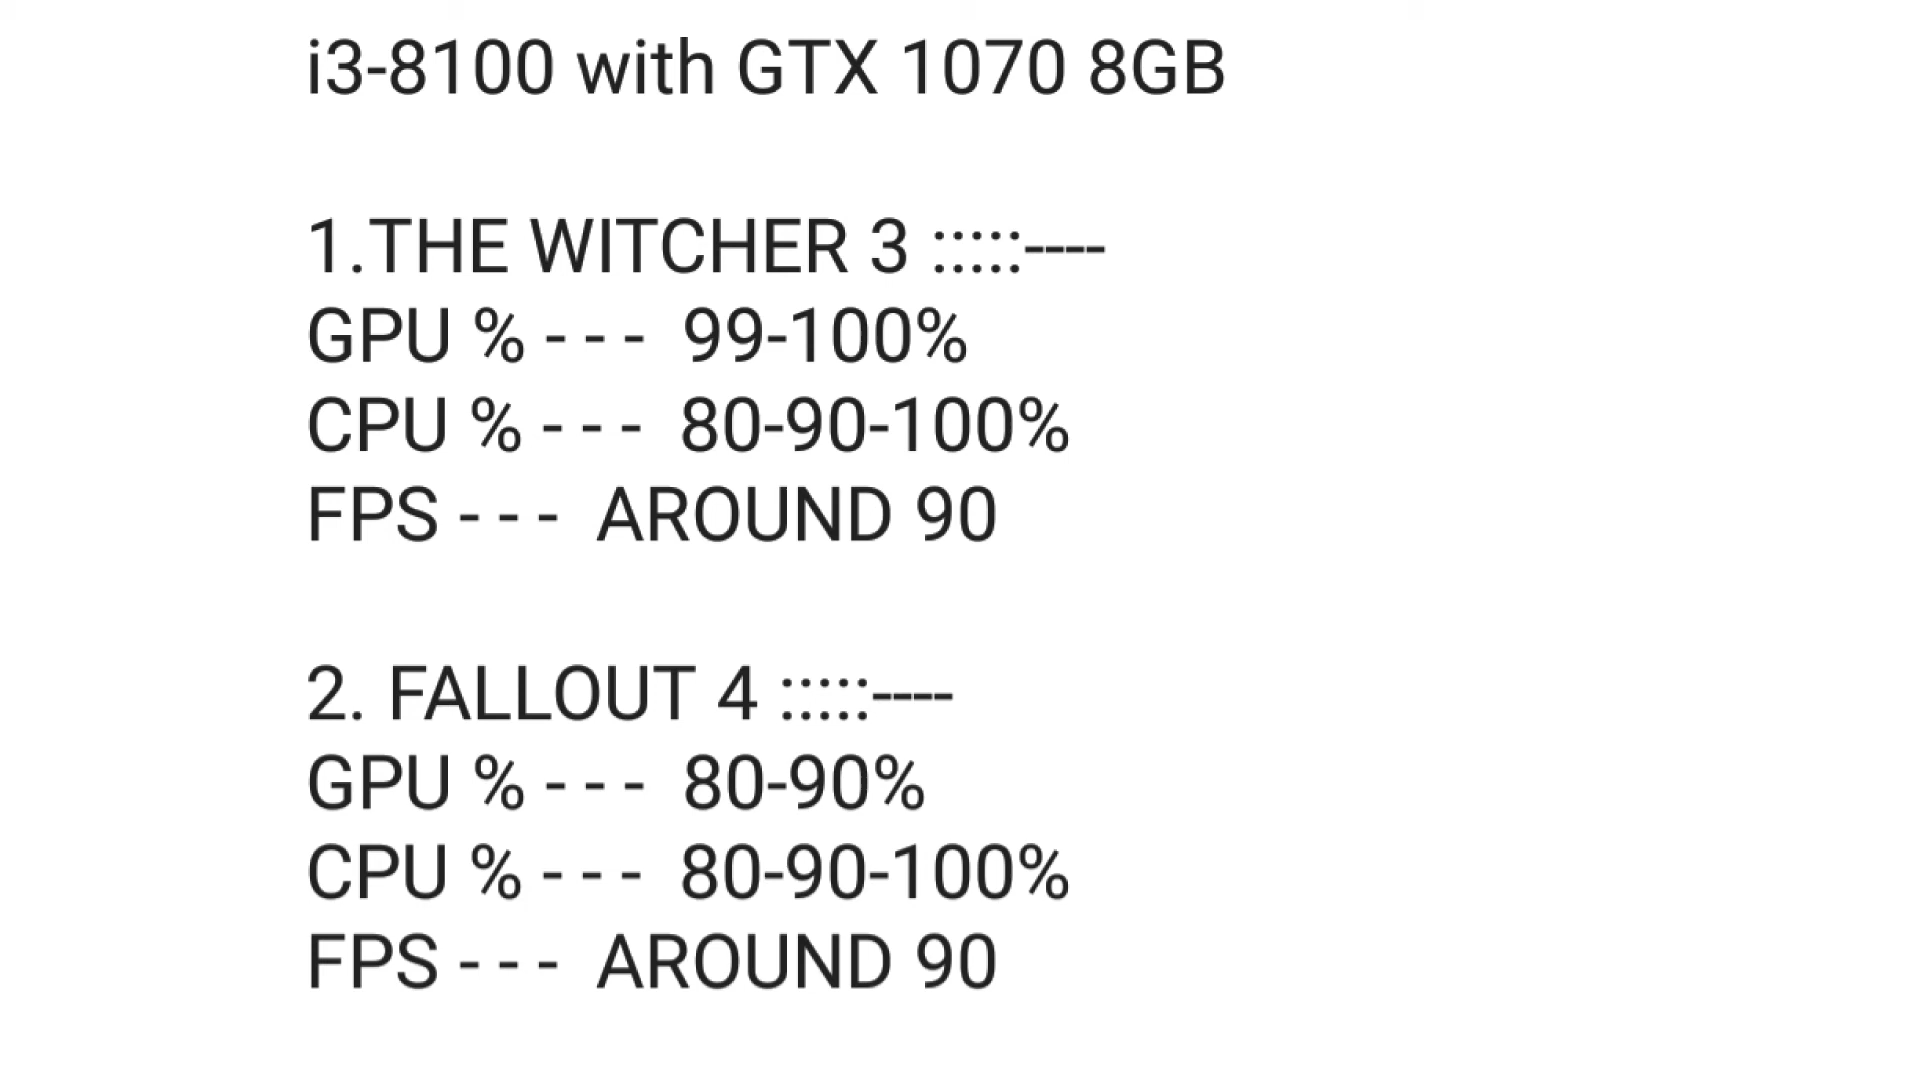 i3-8100 with GTX 1070 8GB
1.THE WITCHER 3 :::::----
GPU % - - -  99-100%
CPU % - - -  80-90-100%
FPS - - -  AROUND 90
2. FALLOUT 4 :::::----
GPU % - - -  80-90%
CPU % - - -  80-90-100%
FPS - - -  AROUND 90